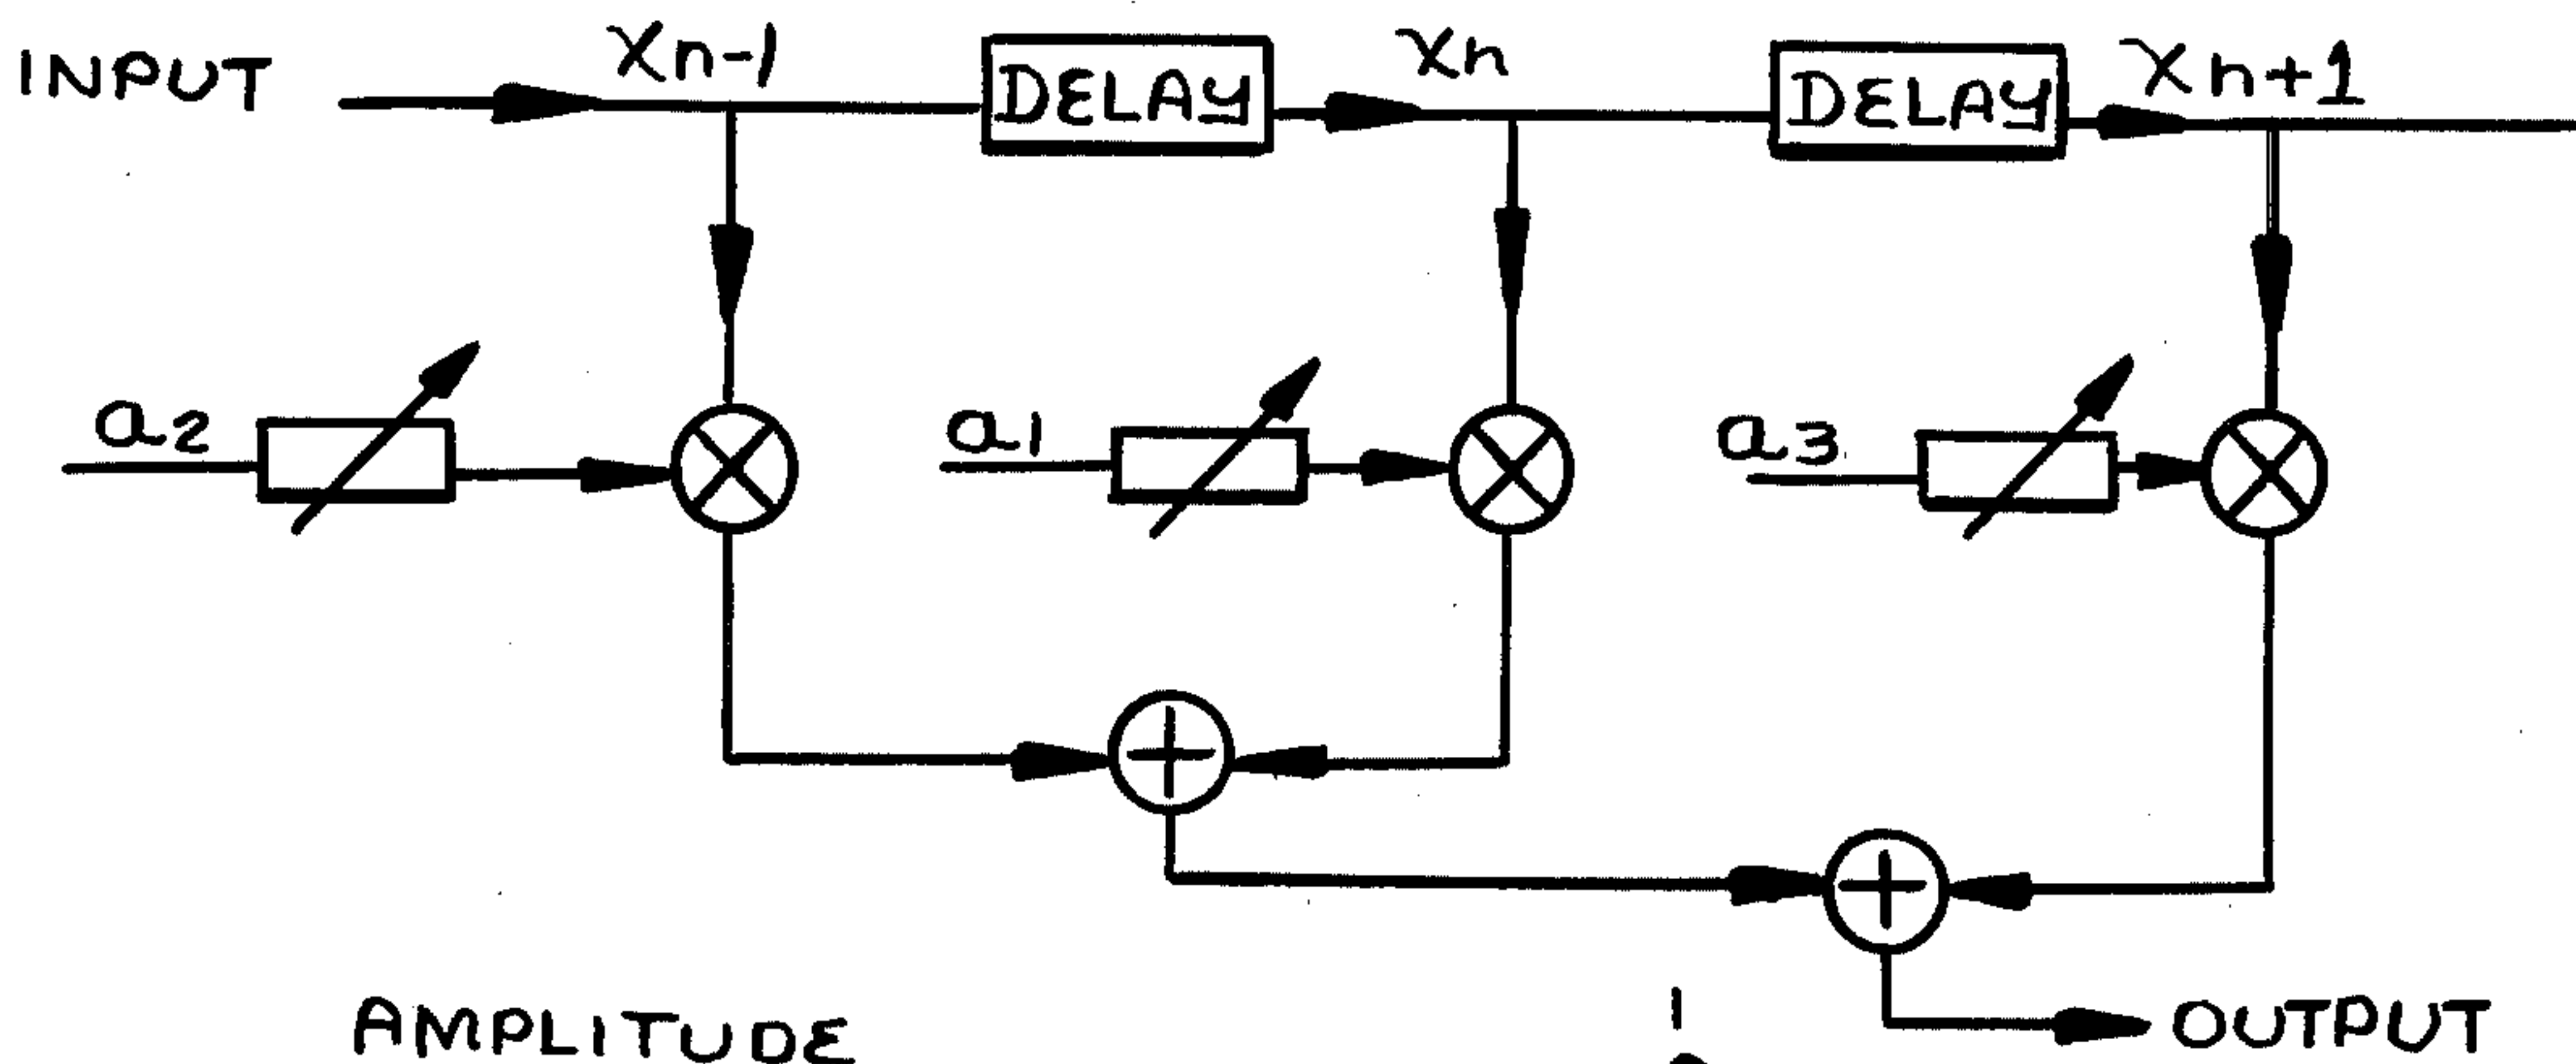 INPUT
Xn-1
DELAY
Xn
DELAY
Xn+1
a2
a1
a3
OUTPUT
AMPLITUDE